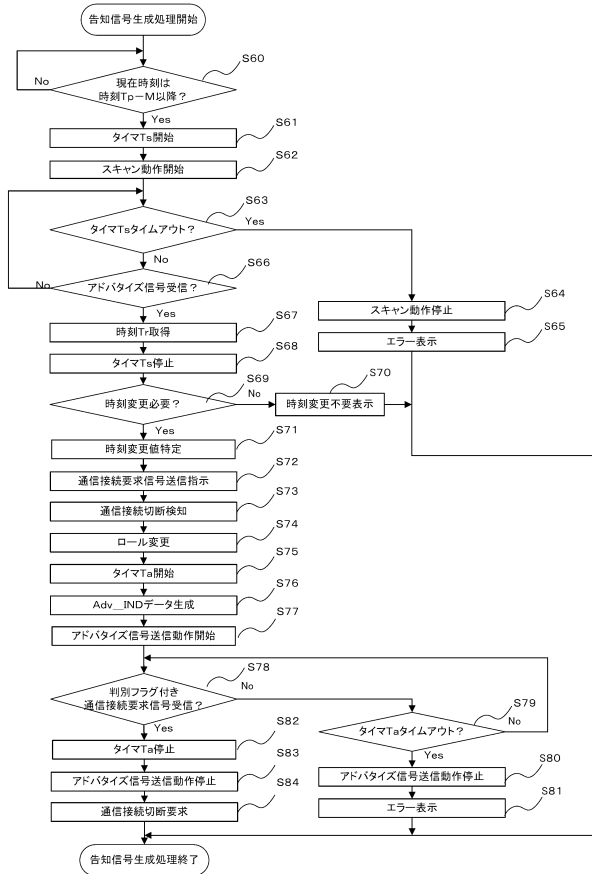 告知信号生成処理開始
S60
No
現在時刻は
時刻Tp－M以降？
Yes
S61
タイマTs開始
S62
スキャン動作開始
S63
タイマTsタイムアウト？
Yes
No
S66
No
アドバタイズ信号受信？
Yes
S64
スキャン動作停止
S67
時刻Tr取得
S65
エラー表示
S68
タイマTs停止
S69
時刻変更必要？
No
S70
時刻変更不要表示
Yes
S71
時刻変更値特定
S72
通信接続要求信号送信指示
S73
通信接続切断検知
S74
ロール変更
S75
タイマTa開始
S76
Adv＿INDデータ生成
S77
アドバタイズ信号送信動作開始
S78
判別フラグ付き
通信接続要求信号受信？
No
Yes
S79
タイマTaタイムアウト？
No
Yes
S82
タイマTa停止
S80
アドバタイズ信号送信動作停止
S83
アドバタイズ信号送信動作停止
S81
エラー表示
S84
通信接続切断要求
告知信号生成処理終了